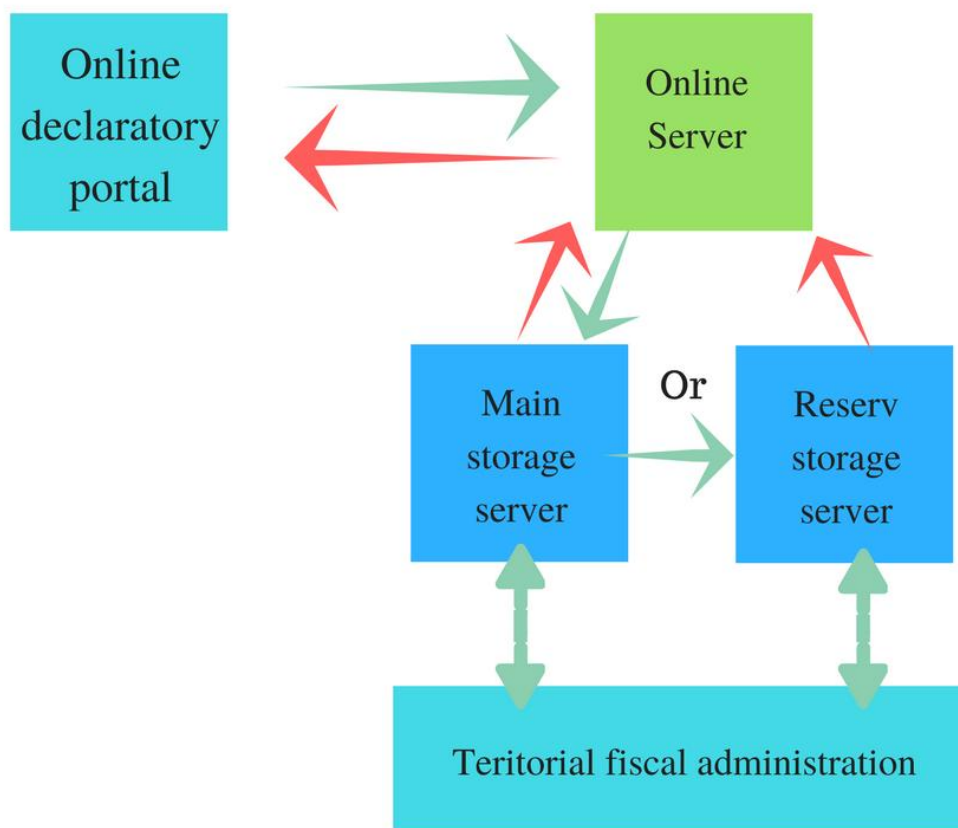 Online
declaratory
portal
Online
Server
Main
storage
server
Or
Reserv
storage
server
Teritorial fiscal administration